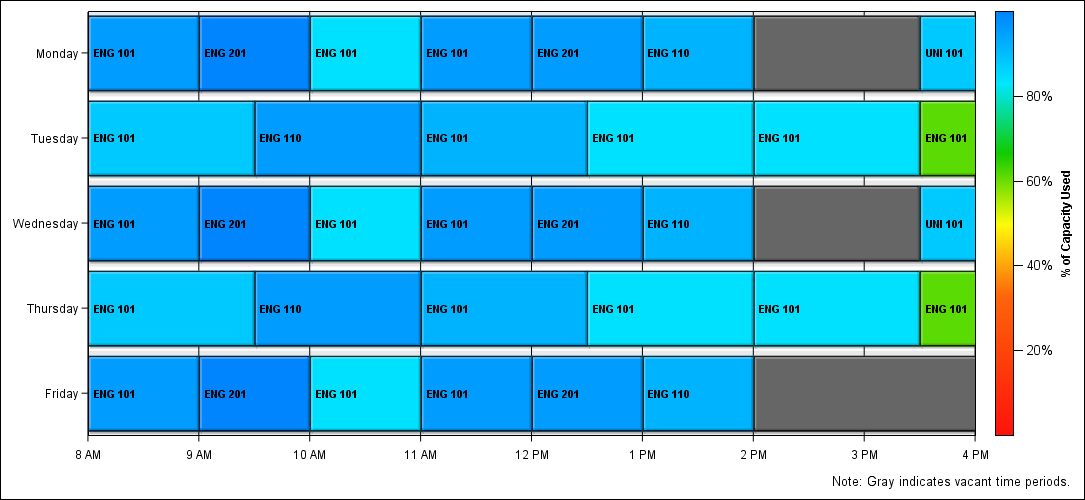 Monday
ENG 101
ENG 201
ENG 101
ENG 101
ENG 201
ENG 110
UNI 101
Tuesday
ENG 101
ENG 110
ENG 101
ENG 101
ENG 101
ENG 101
Wednesday
ENG 101
ENG 201
ENG 101
ENG 101
ENG 201
ENG 110
UNI 101
Thursday
ENG 101
ENG 110
ENG 101
ENG 101
ENG 101
ENG 101
Friday
ENG 101
ENG 201
ENG 101
ENG 101
ENG 201
ENG 110
8 AM
9 AM
10 AM
11 AM
12 PM
1 PM
2 PM
3 PM
4 PM
80%
60%
40%
20%
% of Capacity Used
Note: Gray indicates vacant time periods.